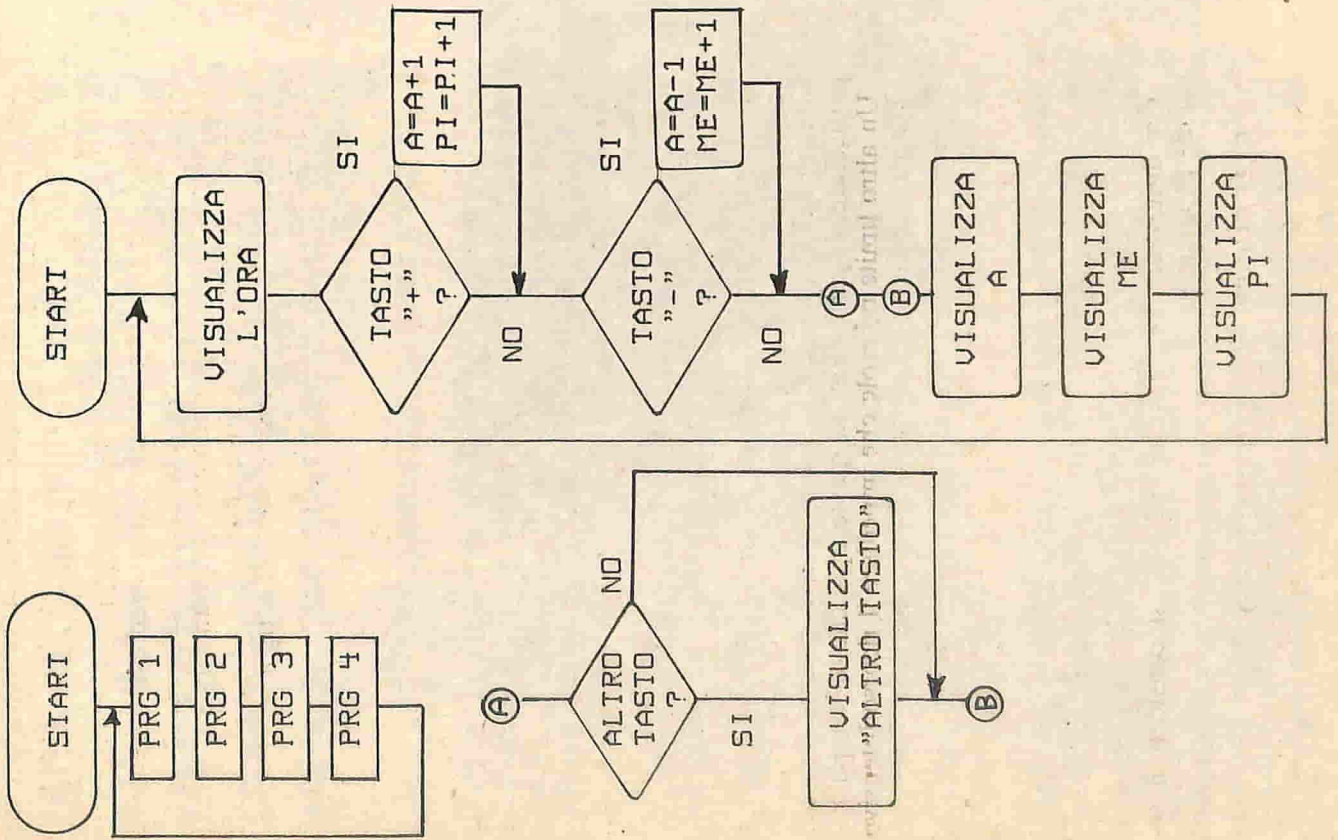 START
PRG 1
PRG 2
PRG 3
PRG 4
A
ALTRO
TASTO
?
NO
SI
VISUALIZZA
"ALTRO TASTO"
B
START
VISUALIZZA
L'ORA
TASTO
"+"
?
SI
A=A+1
PI=PI+1
NO
TASTO
"-"
?
SI
A=A-1
ME=ME+1
NO
A
B
VISUALIZZA
A
VISUALIZZA
ME
VISUALIZZA
PI